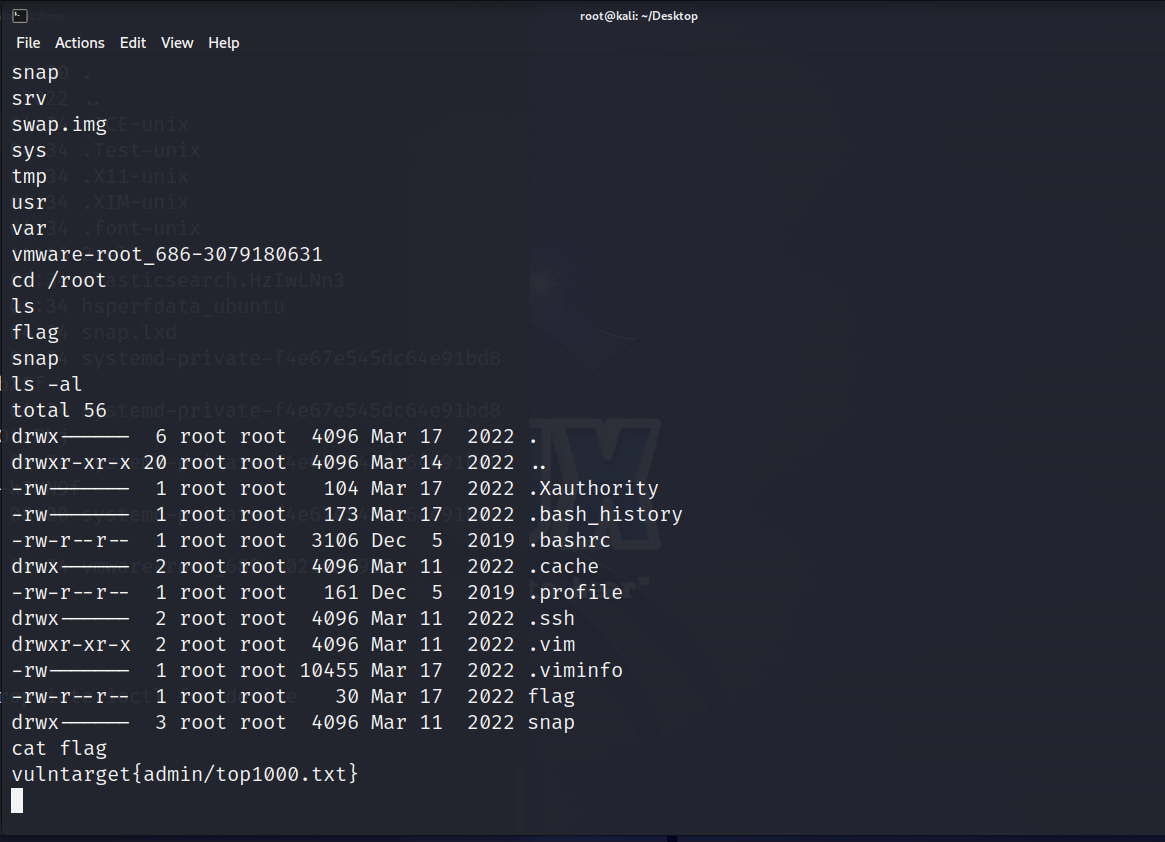 root@kali: ~/Desktop
File Actions Edit View Help
snap
srv
swap.img
sys
tmp
usr
var
vmware-root_686-3079180631
cd /root
ls
flag
snap
ls -al
total 56
drwx------  6 root root  4096 Mar 17  2022 .
drwxr-xr-x 20 root root  4096 Mar 14  2022 ..
-rw-------  1 root root   104 Mar 17  2022 .Xauthority
-rw-------  1 root root   173 Mar 17  2022 .bash_history
-rw-r--r--  1 root root  3106 Dec  5  2019 .bashrc
drwx------  2 root root  4096 Mar 11  2022 .cache
-rw-r--r--  1 root root   161 Dec  5  2019 .profile
drwx------  2 root root  4096 Mar 11  2022 .ssh
drwxr-xr-x  2 root root  4096 Mar 11  2022 .vim
-rw-------  1 root root 10455 Mar 17  2022 .viminfo
-rw-r--r--  1 root root    30 Mar 17  2022 flag
drwx------  3 root root  4096 Mar 11  2022 snap
cat flag
vulntarget{admin/top1000.txt}